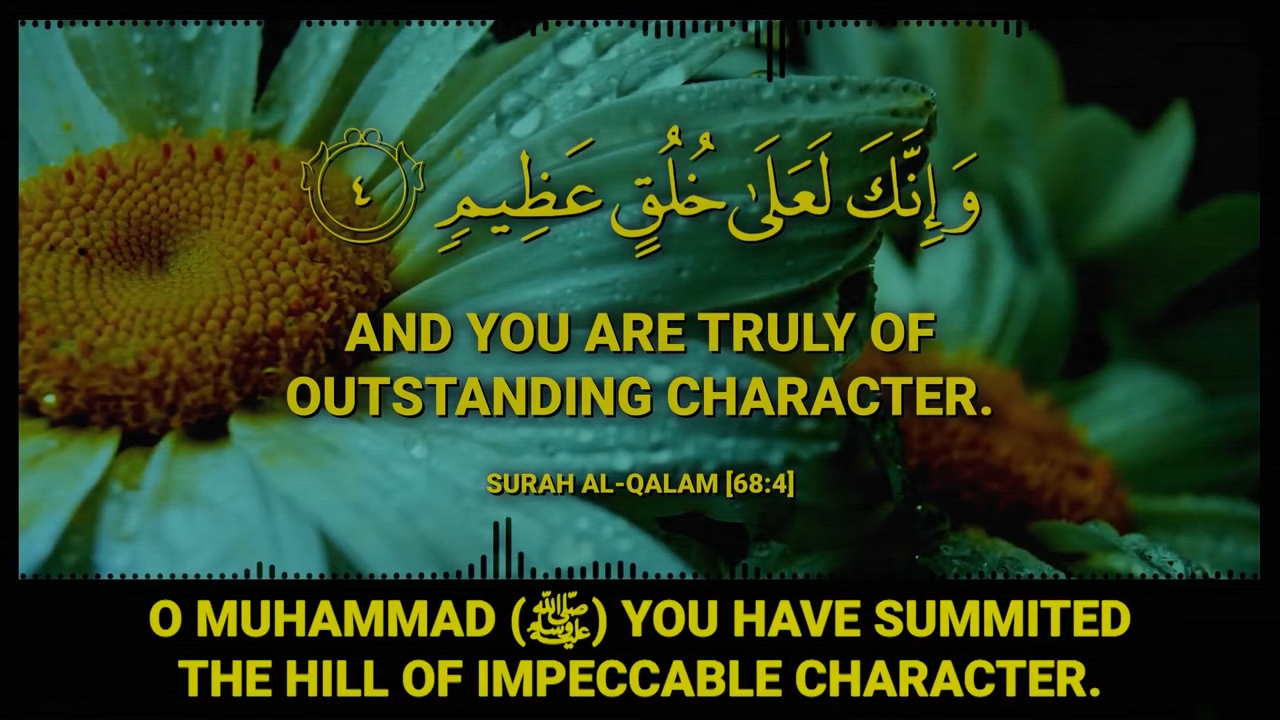 وَإِنَّكَ لَعَلَىٰ خُلُقٍ عَظِيمٍ ٤
AND YOU ARE TRULY OF
OUTSTANDING CHARACTER.
SURAH AL-QALAM [68:4]
O MUHAMMAD (ﷺ) YOU HAVE SUMMITED
THE HILL OF IMPECCABLE CHARACTER.